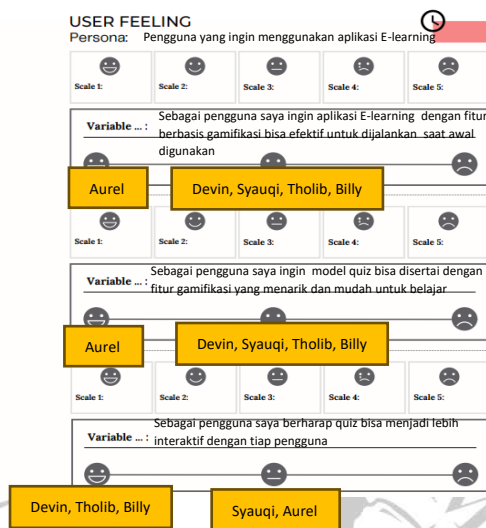 USER FEELING
Persona: Pengguna yang ingin menggunakan aplikasi E-learning
Scale 1: Scale 2: Scale 3: Scale 4: Scale 5:
Variable ... : Sebagai pengguna saya ingin aplikasi E-learning dengan fitur
berbasis gamifikasi bisa efektif untuk dijalankan saat awal
digunakan
Aurel
Devin, Syauqi, Tholib, Billy
Scale 1: Scale 2: Scale 3: Scale 4: Scale 5:
Variable ... : Sebagai pengguna saya ingin model quiz bisa disertai dengan
fitur gamifikasi yang menarik dan mudah untuk belajar
Aurel
Devin, Syauqi, Tholib, Billy
Scale 1: Scale 2: Scale 3: Scale 4: Scale 5:
Variable ... : Sebagai pengguna saya berharap quiz bisa menjadi lebih
interaktif dengan tiap pengguna
Devin, Tholib, Billy
Syauqi, Aurel